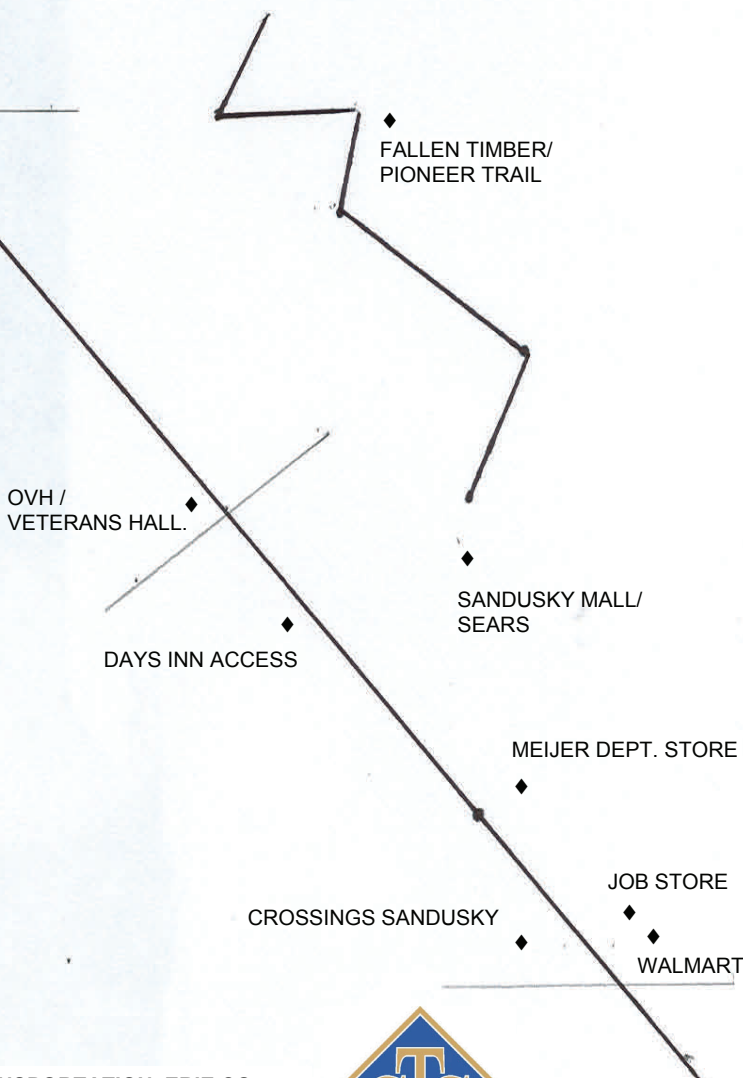 FALLEN TIMBER/
PIONEER TRAIL
OVH /
VETERANS HALL.
SANDUSKY MALL/
SEARS
DAYS INN ACCESS
MEIJER DEPT. STORE
JOB STORE
CROSSINGS SANDUSKY
WALMART